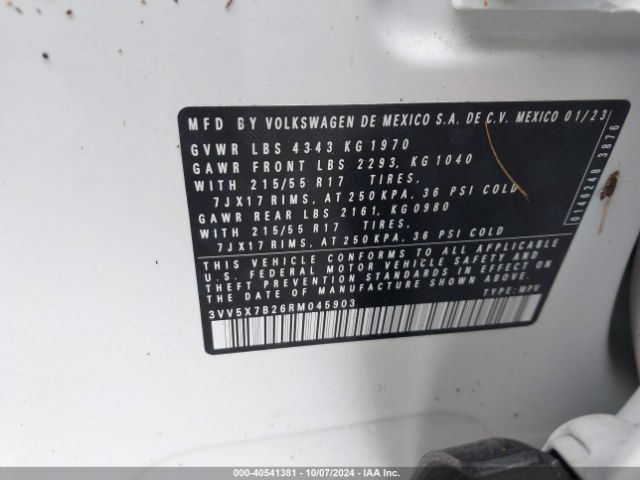 MFD BY VOLKSWAGEN DE MEXICO S.A. DE C.V. MEXICO 01/23
GVWR LBS 4343 KG 1970
GAWR FRONT LBS 2293, KG 1040
WITH 215/55 R17 TIRES,
7JX17 RIMS, AT 250 KPA, 36 PSI COLD
GAWR REAR LBS 2161, KG0980
WITH 215/55 R17 TIRES,
7JX17 RIMS, AT 250 KPA, 36 PSI COLD
THIS VEHICLE CONFORMS TO ALL APPLICABLE
U.S. FEDERAL MOTOR VEHICLE SAFETY AND
THEFT PREVENTION STANDARDS IN EFFECT ON
THE DATE OF MANUFACTURE SHOWN ABOVE.
3VV5X7B26RM045903
TYPE: MPV
0146248 3876
000-40541381 - 10/07/2024 - IAA Inc.